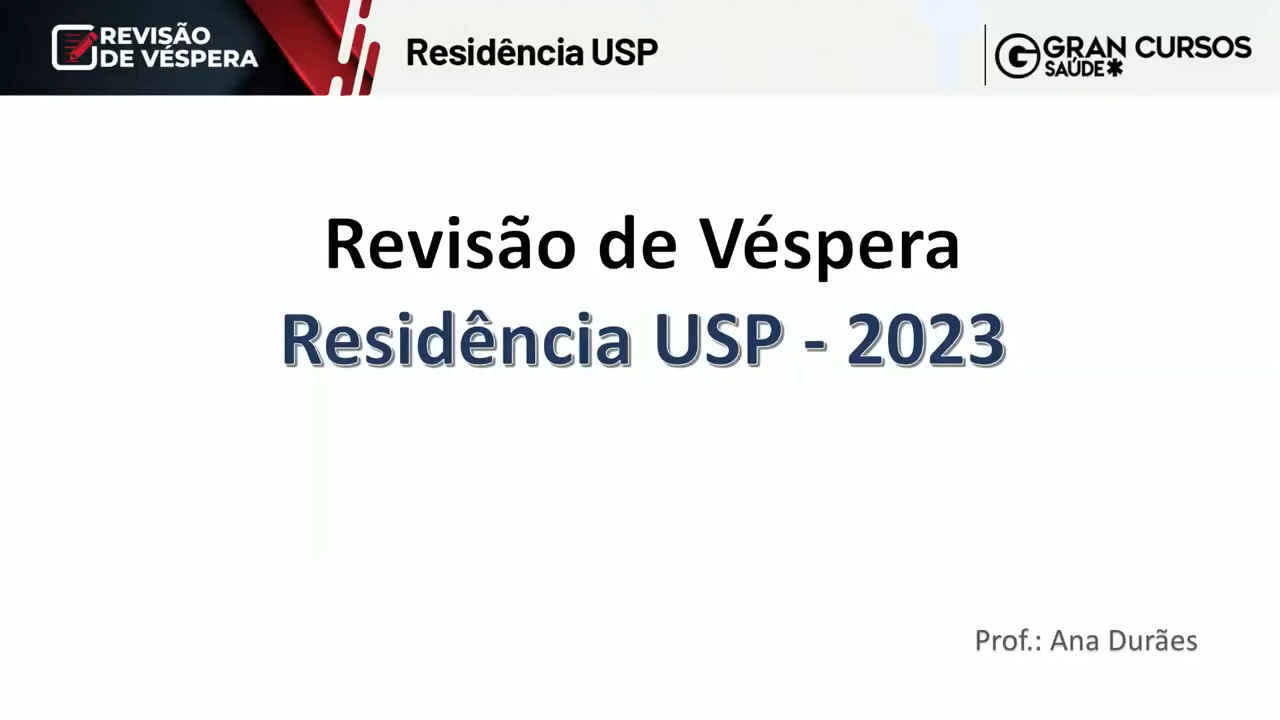 REVISÃO
DE VÉSPERA
Residência USP
GRAN CURSOS
SAÚDE
Revisão de Véspera
Residência USP - 2023
Prof.: Ana Durães